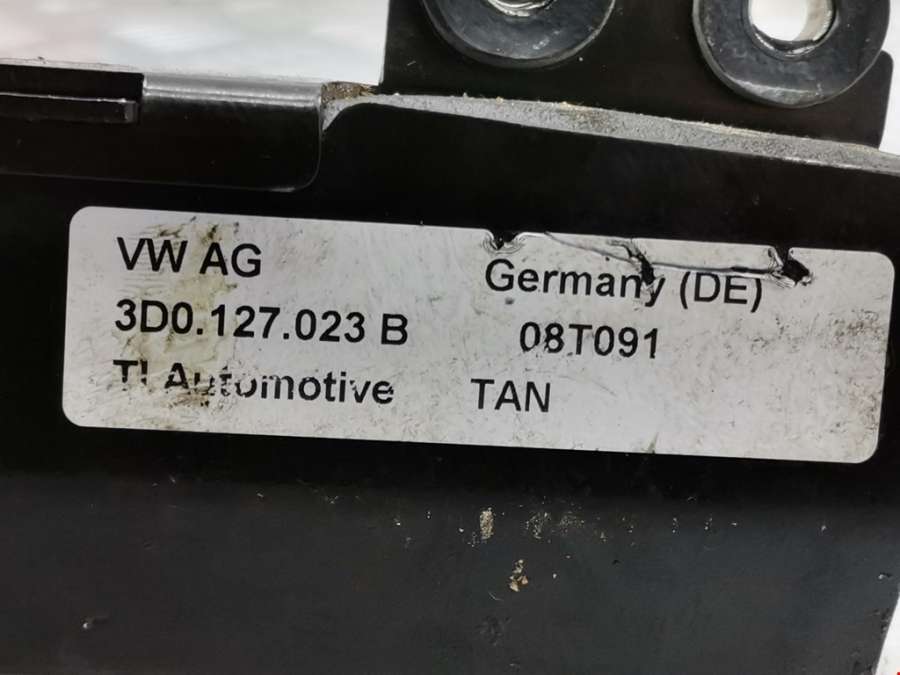 VW AG Germany (DE)
3D0.127.023 B 08T091
TI Automotive TAN